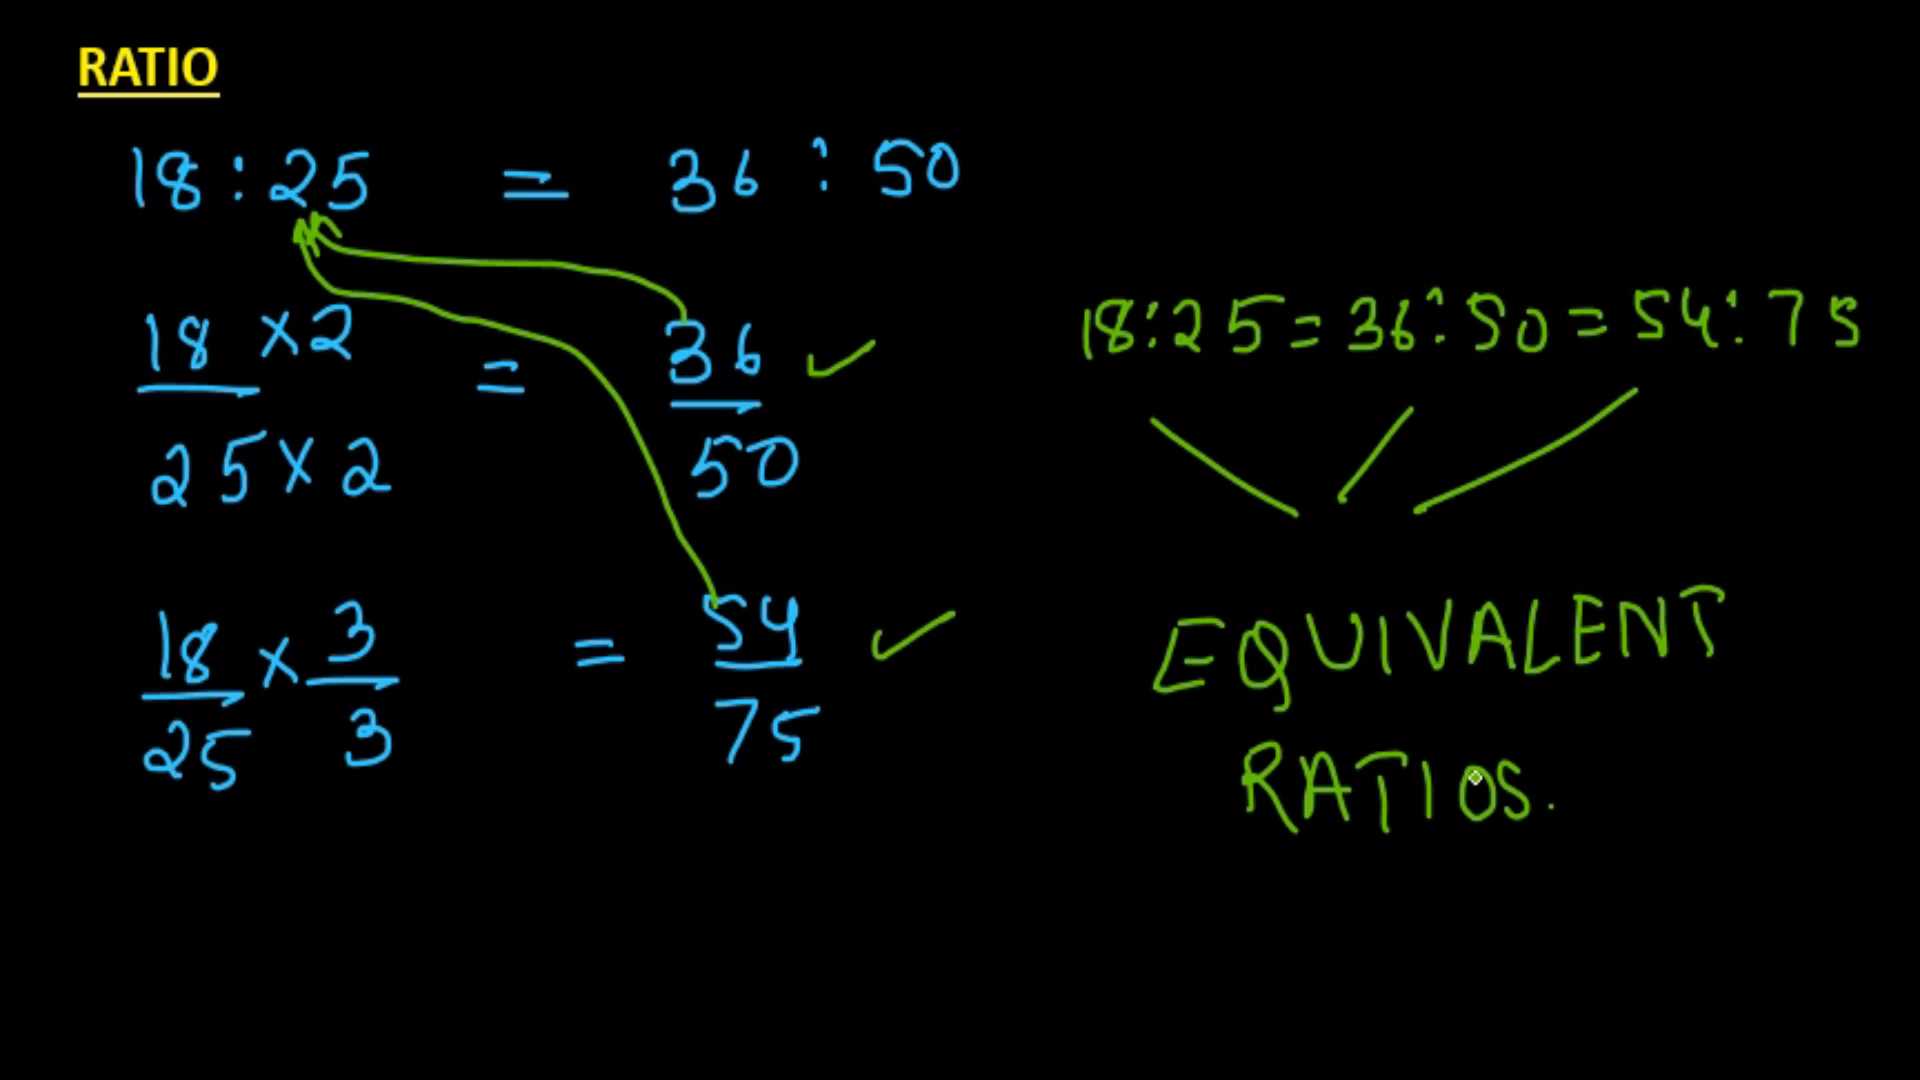 RATIO
18 : 25 = 36 : 50
18 × 2 = 36
25 × 2 50
18 × 3 = 54
25 3 75
18:25 = 36:50 = 54:75
EQUIVALENT
RATIOS.